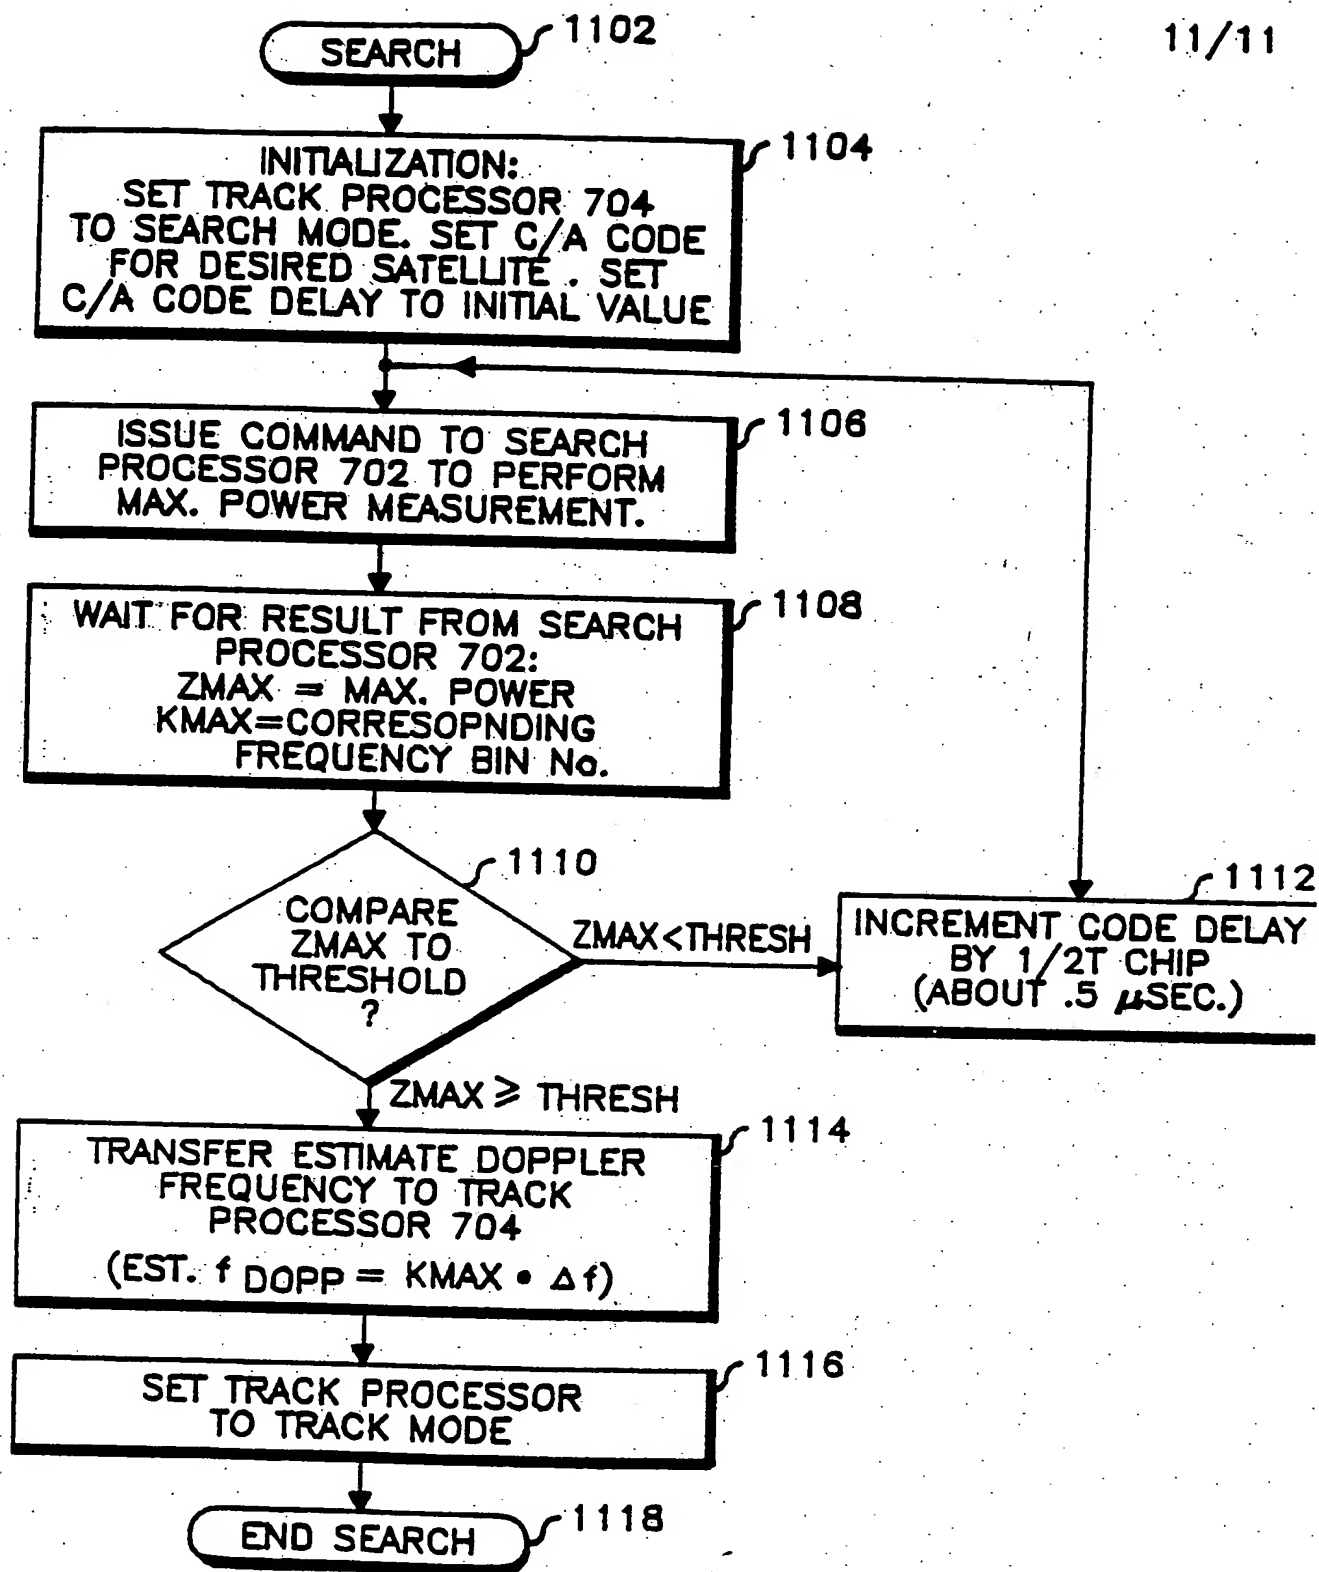 SEARCH
1102
11/11
INITIALIZATION:
SET TRACK PROCESSOR 704
TO SEARCH MODE. SET C/A CODE
FOR DESIRED SATELLITE . SET
C/A CODE DELAY TO INITIAL VALUE
1104
ISSUE COMMAND TO SEARCH
PROCESSOR 702 TO PERFORM
MAX. POWER MEASUREMENT.
1106
WAIT FOR RESULT FROM SEARCH
PROCESSOR 702:
ZMAX = MAX. POWER
KMAX=CORRESOPNDING
FREQUENCY BIN No.
1108
COMPARE
ZMAX TO
THRESHOLD
?
1110
ZMAX<THRESH
1112
INCREMENT CODE DELAY
BY 1/2T CHIP
(ABOUT .5 μSEC.)
ZMAX ⩾ THRESH
TRANSFER ESTIMATE DOPPLER
FREQUENCY TO TRACK
PROCESSOR 704
(EST. f DOPP = KMAX • Δf)
1114
SET TRACK PROCESSOR
TO TRACK MODE
1116
END SEARCH
1118